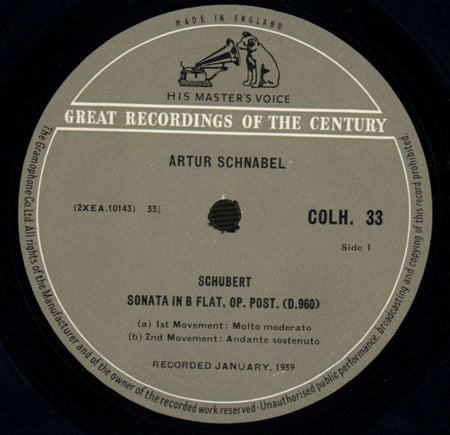 MADE IN ENGLAND
HIS MASTER'S VOICE
GREAT RECORDINGS OF THE CENTURY
ARTUR SCHNABEL
(2XEA.10143) 33⅓
COLH. 33
Side 1
SCHUBERT
SONATA IN B FLAT, OP. POST. (D.960)
(a) 1st Movement: Molto moderato
(b) 2nd Movement: Andante sostenuto
RECORDED JANUARY, 1939
The Gramophone Co. Ltd. All rights of the Manufacturer and of the owner of the recorded work reserved · Unauthorised public performance, broadcasting and copying of this record prohibited.